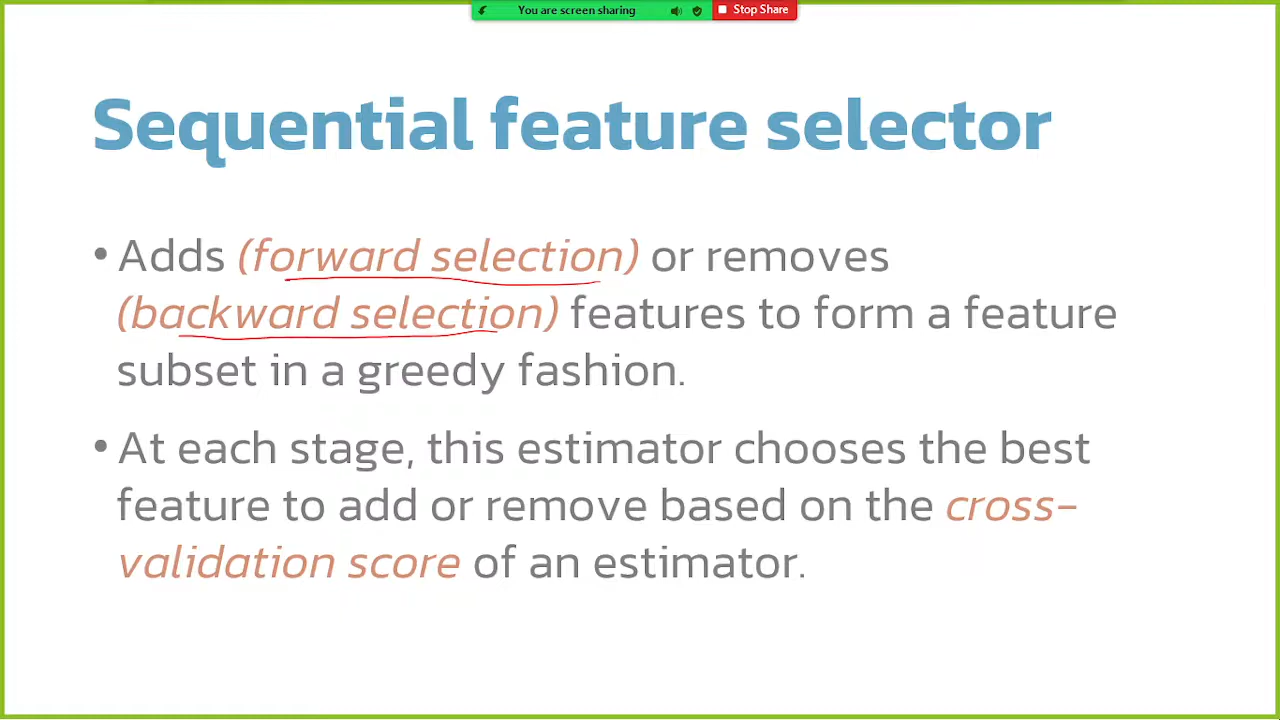 You are screen sharing Stop Share
Sequential feature selector
• Adds (forward selection) or removes
(backward selection) features to form a feature
subset in a greedy fashion.
• At each stage, this estimator chooses the best
feature to add or remove based on the cross-
validation score of an estimator.